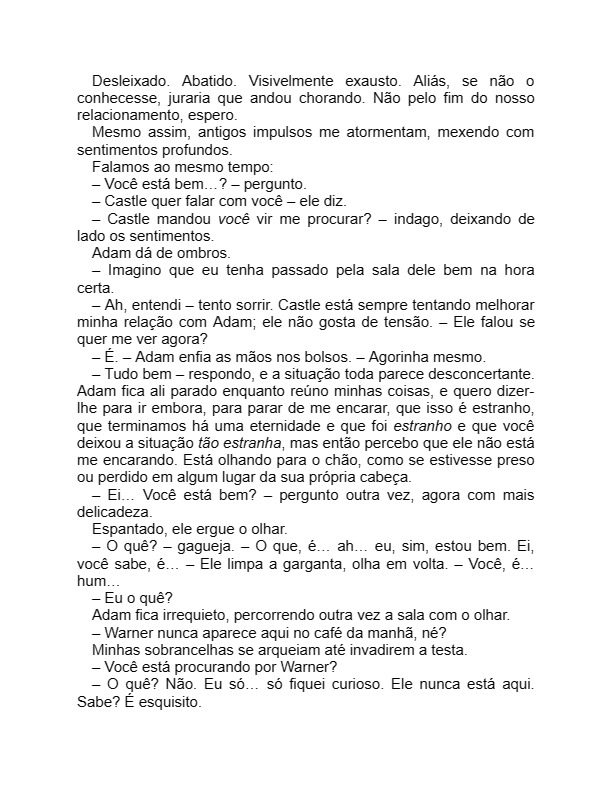 Desleixado. Abatido. Visivelmente exausto. Aliás, se não o
conhecesse, juraria que andou chorando. Não pelo fim do nosso
relacionamento, espero.
Mesmo assim, antigos impulsos me atormentam, mexendo com
sentimentos profundos.
Falamos ao mesmo tempo:
– Você está bem…? – pergunto.
– Castle quer falar com você – ele diz.
– Castle mandou você vir me procurar? – indago, deixando de
lado os sentimentos.
Adam dá de ombros.
– Imagino que eu tenha passado pela sala dele bem na hora
certa.
– Ah, entendi – tento sorrir. Castle está sempre tentando melhorar
minha relação com Adam; ele não gosta de tensão. – Ele falou se
quer me ver agora?
– É. – Adam enfia as mãos nos bolsos. – Agorinha mesmo.
– Tudo bem – respondo, e a situação toda parece desconcertante.
Adam fica ali parado enquanto reúno minhas coisas, e quero dizer-
lhe para ir embora, para parar de me encarar, que isso é estranho,
que terminamos há uma eternidade e que foi estranho e que você
deixou a situação tão estranha, mas então percebo que ele não está
me encarando. Está olhando para o chão, como se estivesse preso
ou perdido em algum lugar da sua própria cabeça.
– Ei… Você está bem? – pergunto outra vez, agora com mais
delicadeza.
Espantado, ele ergue o olhar.
– O quê? – gagueja. – O que, é… ah… eu, sim, estou bem. Ei,
você sabe, é… – Ele limpa a garganta, olha em volta. – Você, é…
hum…
– Eu o quê?
Adam fica irrequieto, percorrendo outra vez a sala com o olhar.
– Warner nunca aparece aqui no café da manhã, né?
Minhas sobrancelhas se arqueiam até invadirem a testa.
– Você está procurando por Warner?
– O quê? Não. Eu só… só fiquei curioso. Ele nunca está aqui.
Sabe? É esquisito.